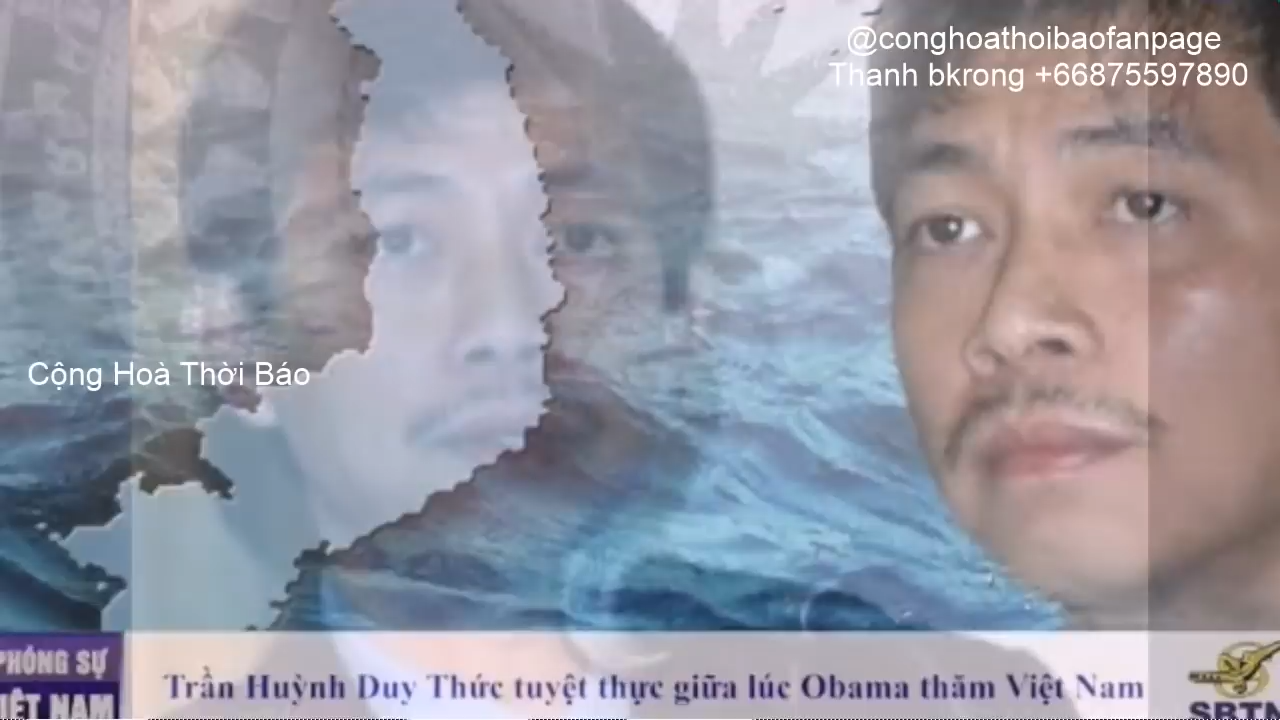 @conghoathoibaofanpage
Thanh bkrong +66875597890
Cộng Hoà Thời Báo
PHÓNG SỰ
VIỆT NAM
Trần Huỳnh Duy Thức tuyệt thực giữa lúc Obama thăm Việt Nam
SBTN